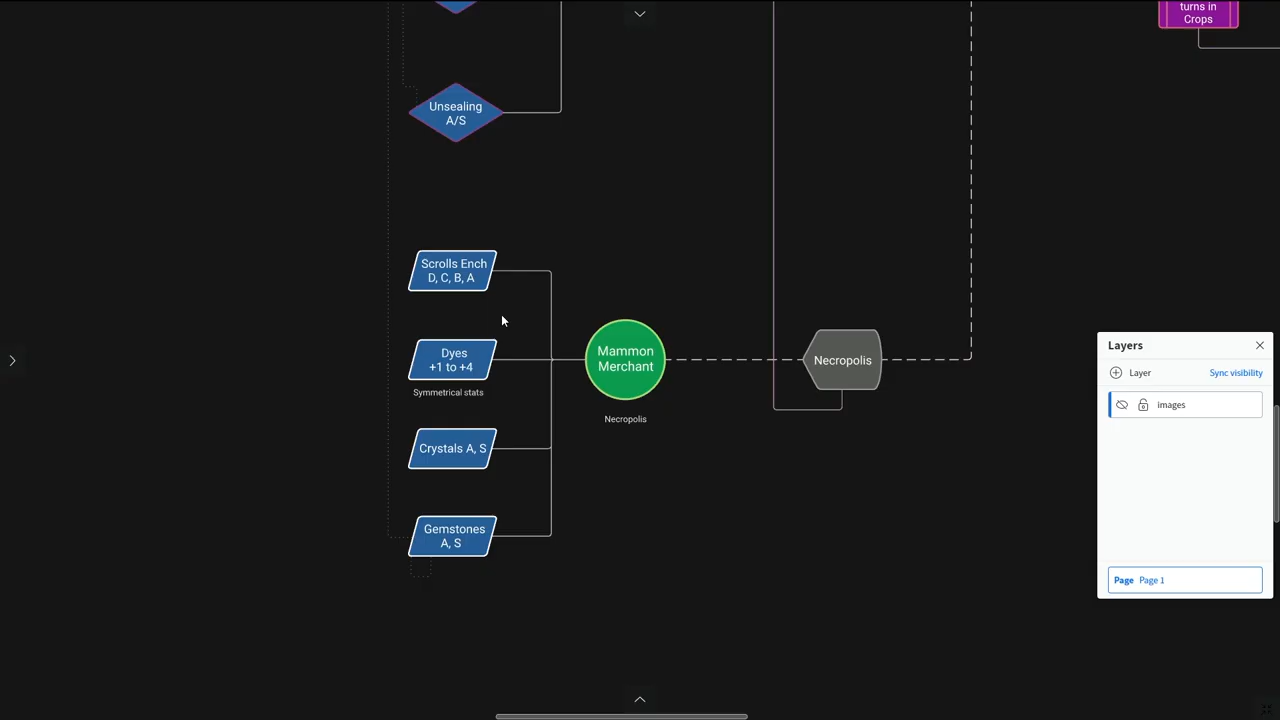 turns in
Crops
Unsealing
A/S
Scrolls Ench
D, C, B, A
Dyes
+1 to +4
Symmetrical stats
Mammon
Merchant
Necropolis
Necropolis
Crystals A, S
Gemstones
A, S
Layers
Layer
Sync visibility
images
Page Page 1